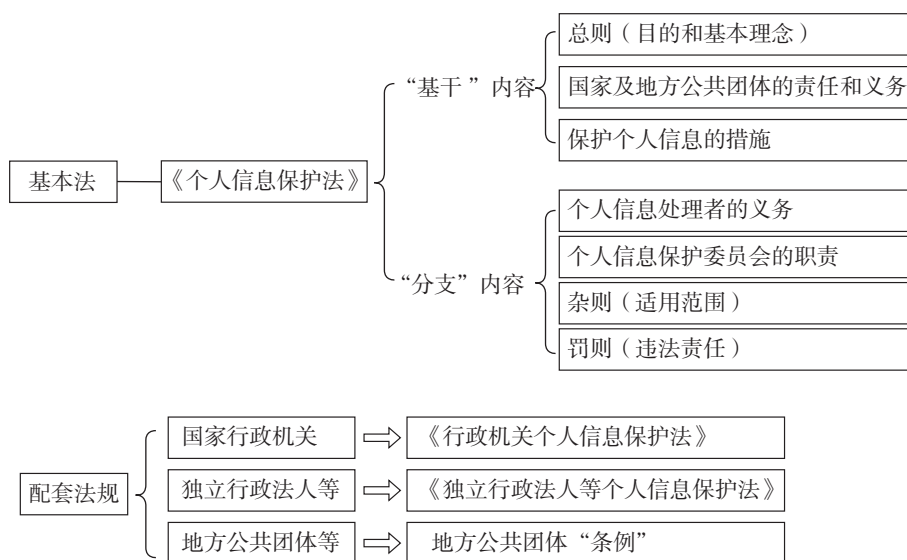 总则（目的和基本理念）
“基干”内容
国家及地方公共团体的责任和义务
保护个人信息的措施
基本法
《个人信息保护法》
个人信息处理者的义务
个人信息保护委员会的职责
“分支”内容
杂则（适用范围）
罚则（违法责任）
国家行政机关
《行政机关个人信息保护法》
配套法规
独立行政法人等
《独立行政法人等个人信息保护法》
地方公共团体等
地方公共团体“条例”